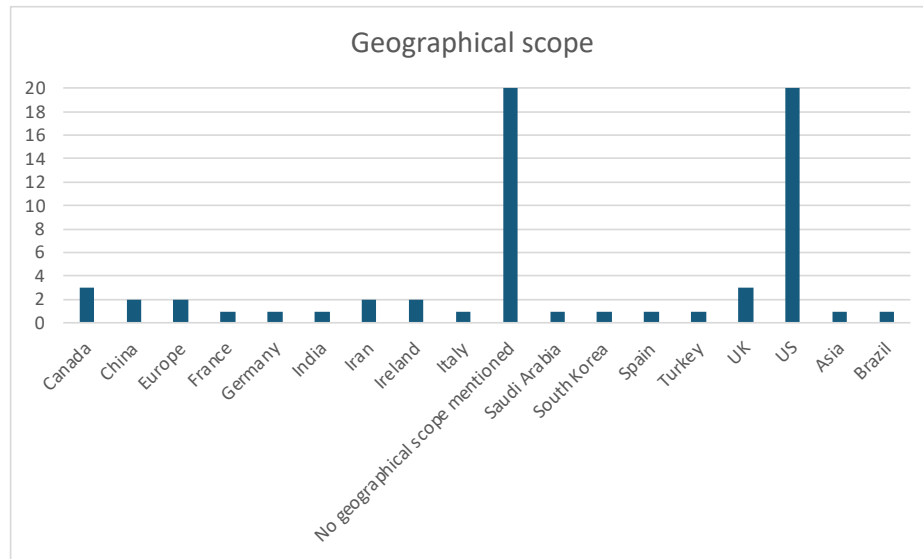 Geographical scope
20
18
16
14
12
10
8
6
4
2
0
Canada
China
Europe
France
Germany
India
Iran
Ireland
Italy
No geographical scope mentioned
Saudi Arabia
South Korea
Spain
Turkey
UK
US
Asia
Brazil